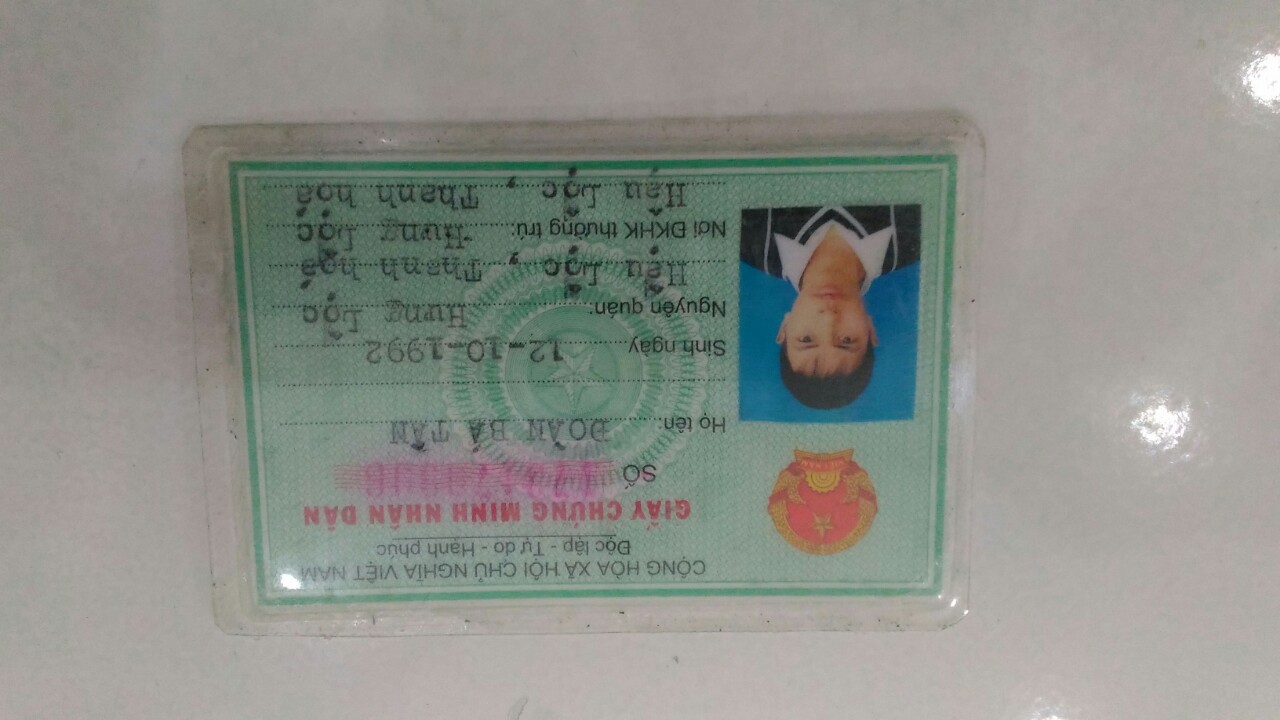 CỘNG HÒA XÃ HỘI CHỦ NGHĨA VIỆT NAM
Độc lập - Tự do - Hạnh phúc
GIẤY CHỨNG MINH NHÂN DÂN
SỐ
Họ tên: ĐOÀN BÁ TÂN
Sinh ngày 12-10-1992
Nguyên quán: Hưng Lộc
Hậu Lộc, Thanh hoá
Nơi ĐKHK thường trú: Hưng Lộc
Hậu Lộc, Thanh hóá
VIỆT NAM